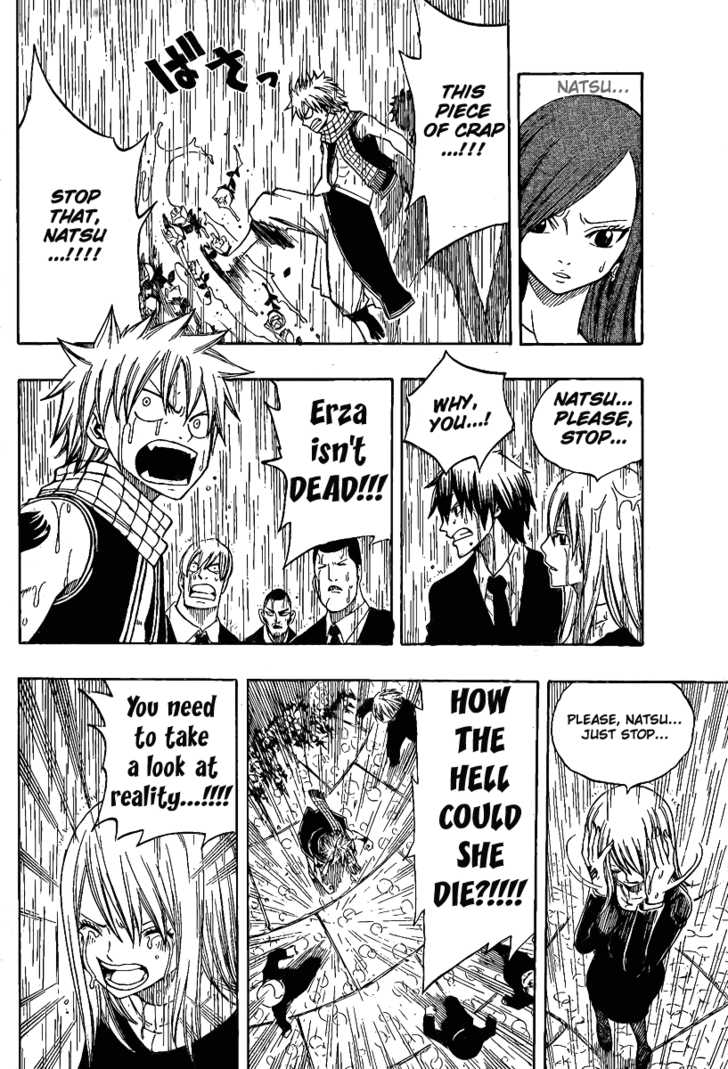 NATSU...
THIS
PIECE
OF CRAP
...!!!
ばさっ
STOP
THAT,
NATSU
...!!!!
NATSU...
PLEASE,
STOP...
WHY,
YOU...!
Erza
isn't
DEAD!!!
PLEASE, NATSU...
JUST STOP...
HOW
THE
HELL
COULD
SHE
DIE?!!!!
You need
to take
a look at
reality...!!!!